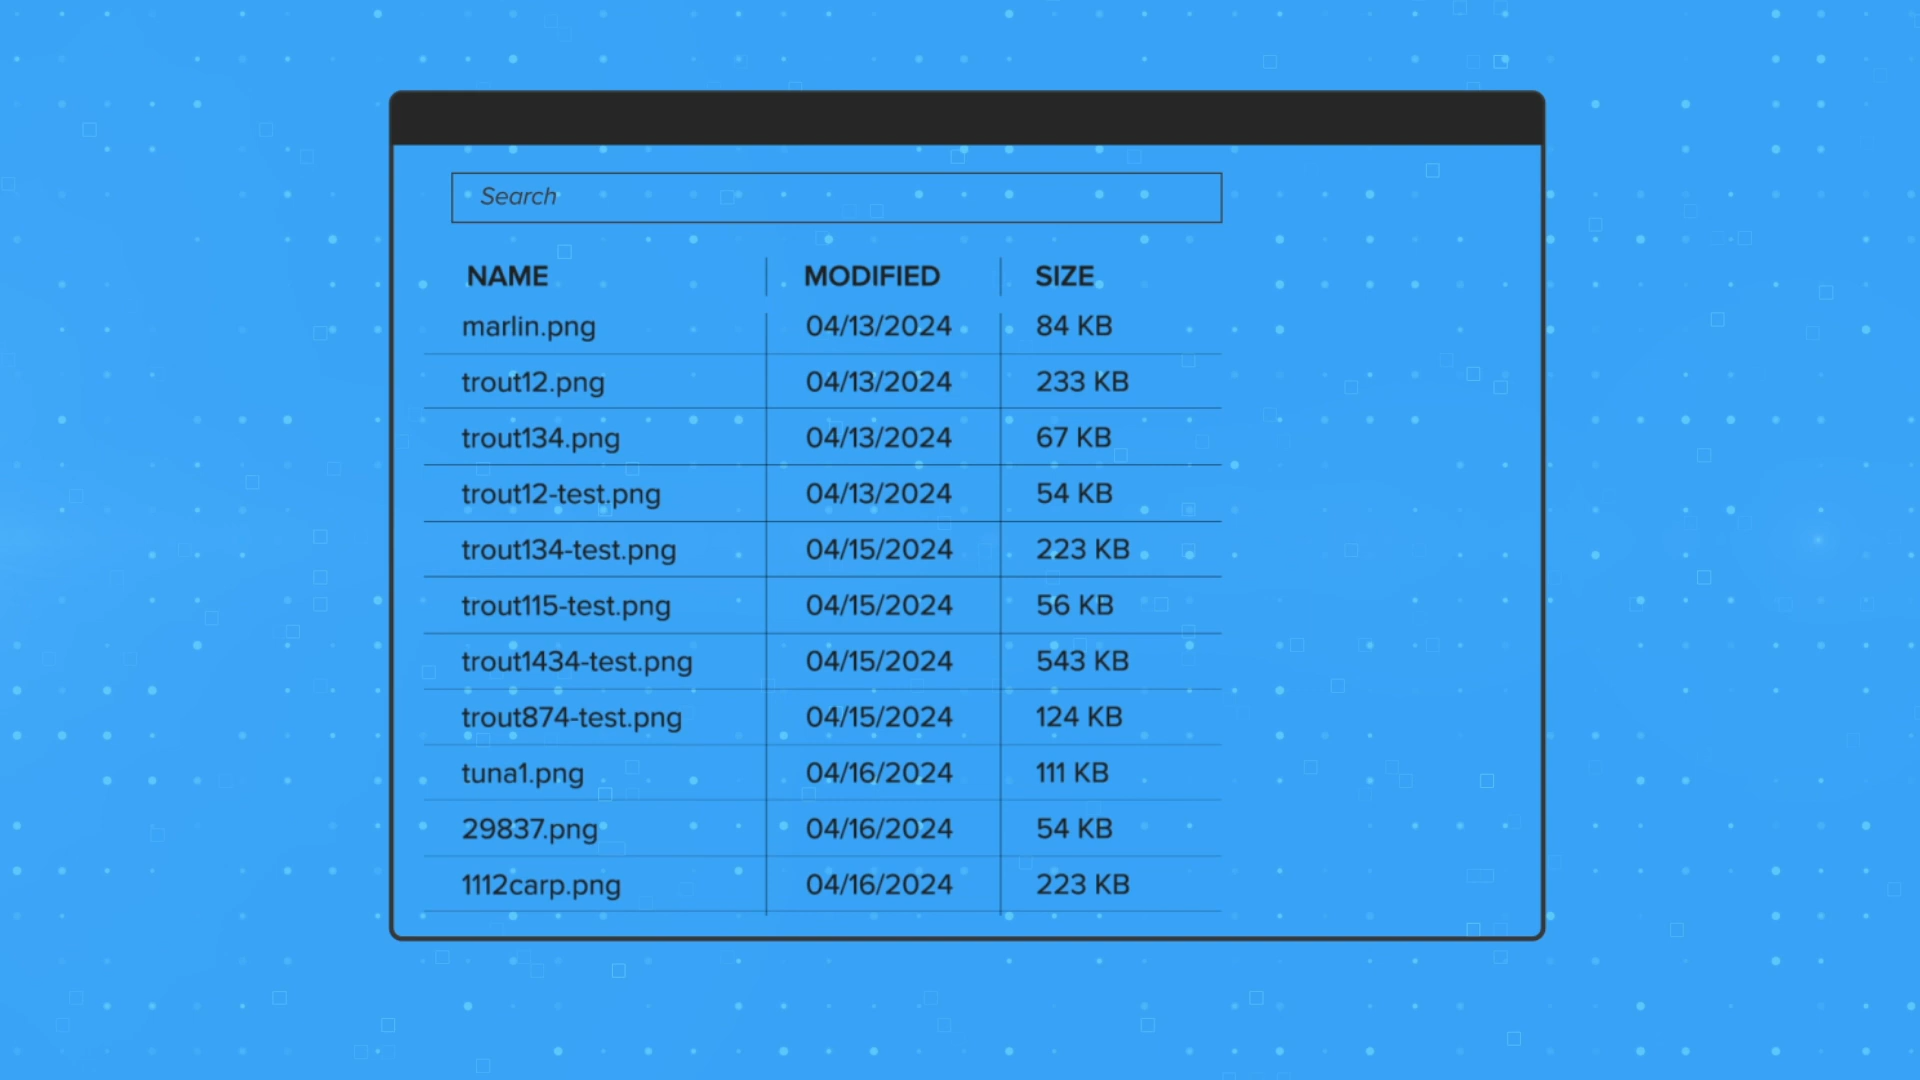 Search
NAME MODIFIED SIZE
marlin.png 04/13/2024 84 KB
trout12.png 04/13/2024 233 KB
trout134.png 04/13/2024 67 KB
trout12-test.png 04/13/2024 54 KB
trout134-test.png 04/15/2024 223 KB
trout115-test.png 04/15/2024 56 KB
trout1434-test.png 04/15/2024 543 KB
trout874-test.png 04/15/2024 124 KB
tuna1.png 04/16/2024 111 KB
29837.png 04/16/2024 54 KB
1112carp.png 04/16/2024 223 KB